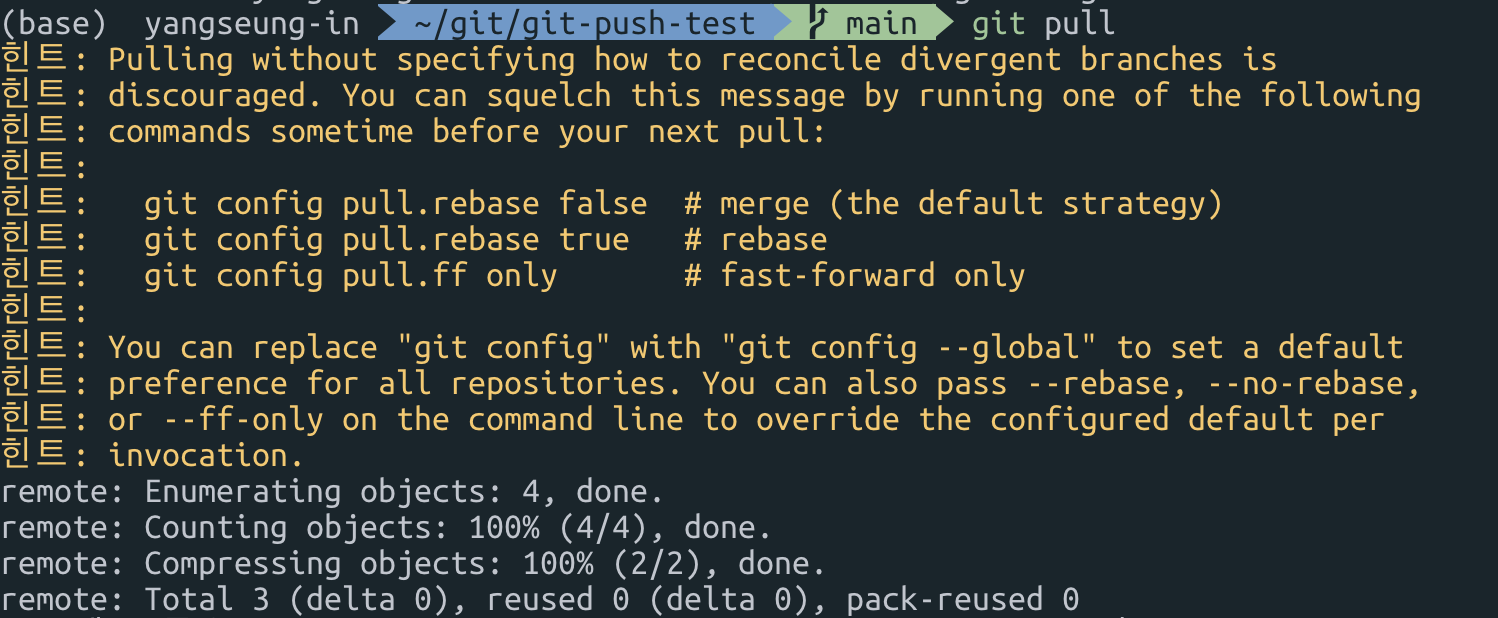 (base) yangseung-in ~/git/git-push-test main git pull
힌트: Pulling without specifying how to reconcile divergent branches is
힌트: discouraged. You can squelch this message by running one of the following
힌트: commands sometime before your next pull:
힌트:
힌트:   git config pull.rebase false  # merge (the default strategy)
힌트:   git config pull.rebase true   # rebase
힌트:   git config pull.ff only       # fast-forward only
힌트:
힌트: You can replace "git config" with "git config --global" to set a default
힌트: preference for all repositories. You can also pass --rebase, --no-rebase,
힌트: or --ff-only on the command line to override the configured default per
힌트: invocation.
remote: Enumerating objects: 4, done.
remote: Counting objects: 100% (4/4), done.
remote: Compressing objects: 100% (2/2), done.
remote: Total 3 (delta 0), reused 0 (delta 0), pack-reused 0